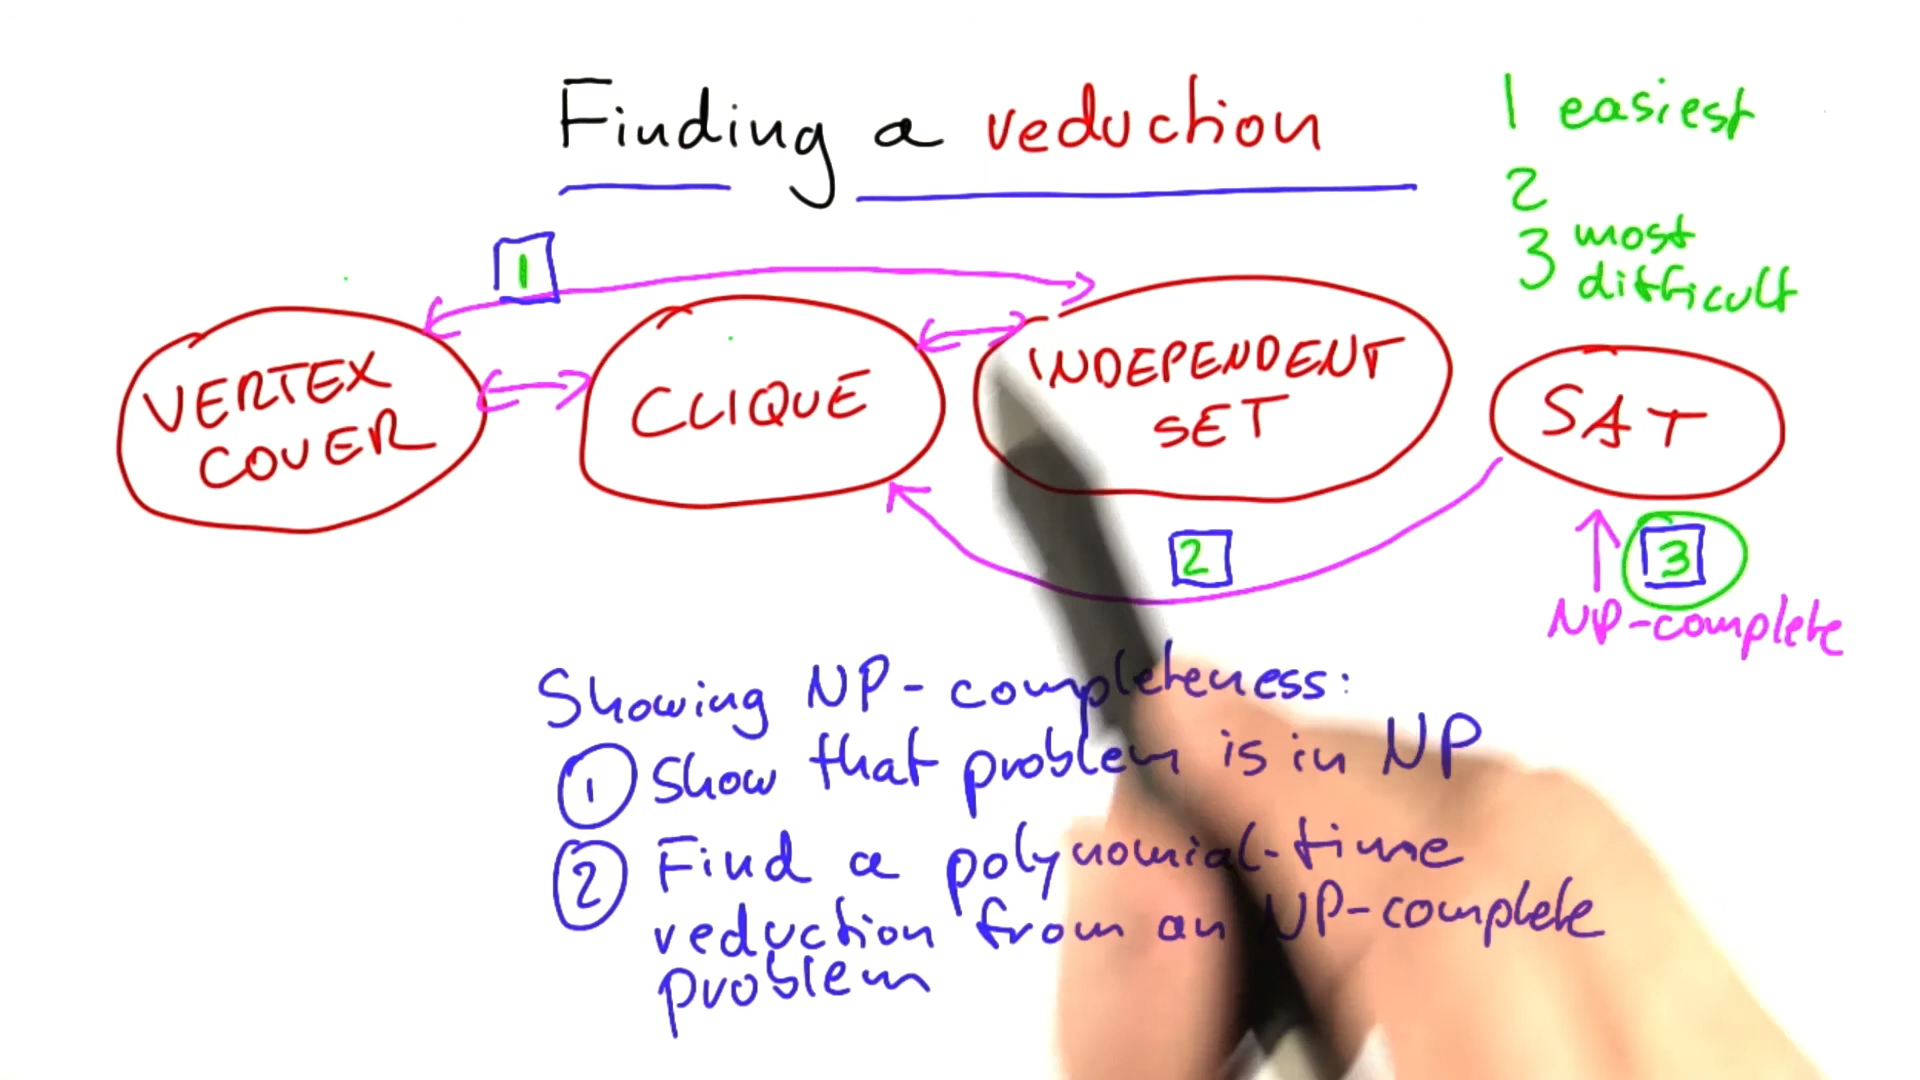 Finding a reduction
1 easiest
2
3 most
difficult
1
VERTEX
COVER
CLIQUE
INDEPENDENT
SET
SAT
2
3
NP-complete
Showing NP-completeness:
1 Show that problem is in NP
2 Find a polynomial-time
reduction from an NP-complete
problem